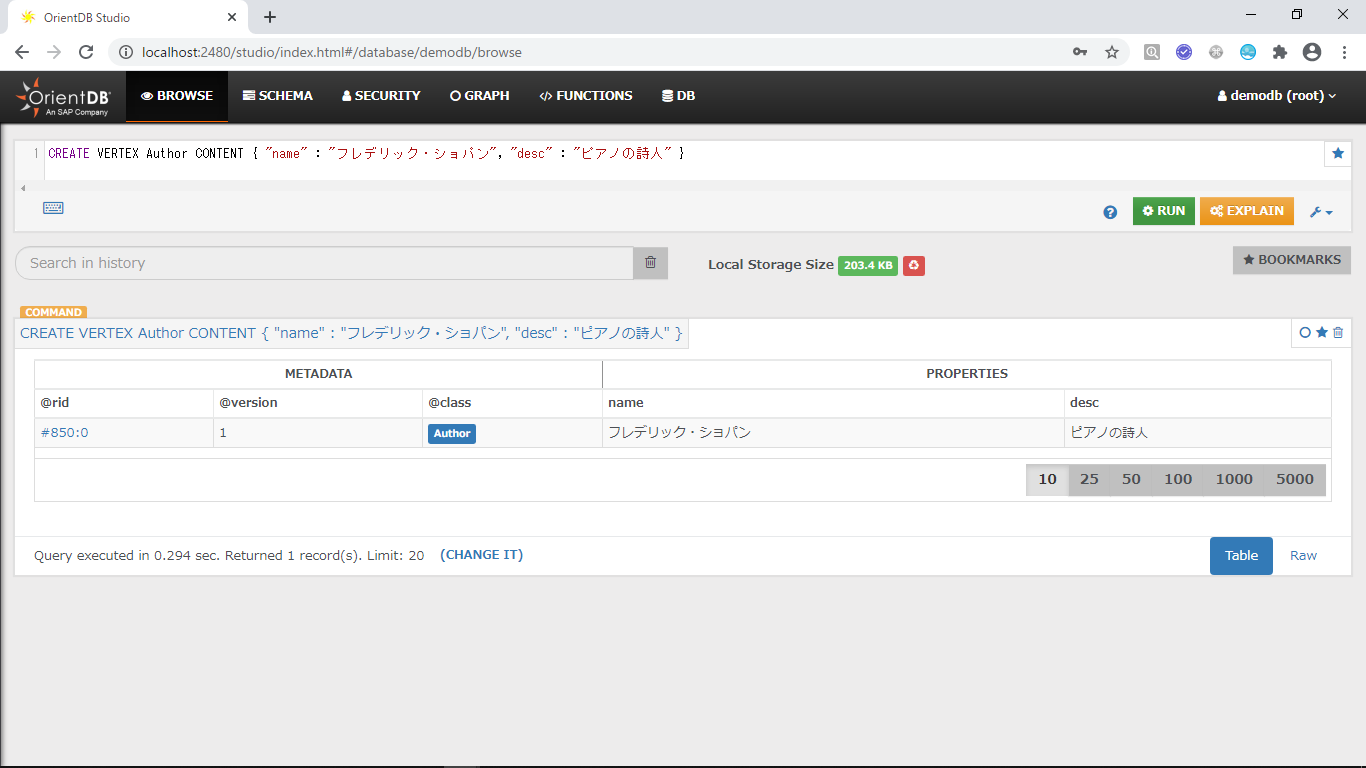 OrientDB Studio
localhost:2480/studio/index.html#/database/demodb/browse
OrientDB
An SAP Company
BROWSE SCHEMA SECURITY GRAPH FUNCTIONS DB demodb (root)
1 CREATE VERTEX Author CONTENT { "name" : "フレデリック・ショパン", "desc" : "ピアノの詩人" }
RUN EXPLAIN
Search in history Local Storage Size 203.4 KB BOOKMARKS
COMMAND
CREATE VERTEX Author CONTENT { "name" : "フレデリック・ショパン", "desc" : "ピアノの詩人" }
METADATA PROPERTIES
@rid @version @class name desc
#850:0 1 Author フレデリック・ショパン ピアノの詩人
10 25 50 100 1000 5000
Query executed in 0.294 sec. Returned 1 record(s). Limit: 20 (CHANGE IT) Table Raw